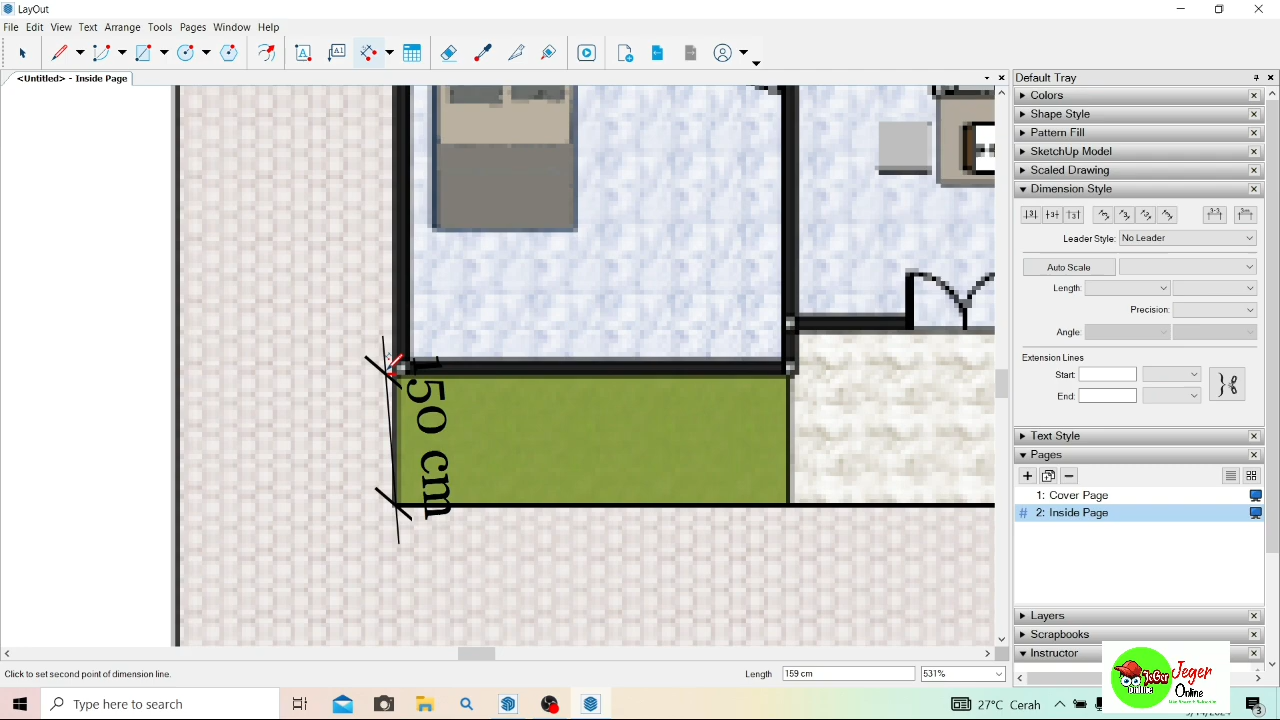 LayOut
File Edit View Text Arrange Tools Pages Window Help
<Untitled> - Inside Page
Default Tray
Colors
Shape Style
Pattern Fill
SketchUp Model
Scaled Drawing
Dimension Style
Leader Style: No Leader
Auto Scale
Length:
Precision:
Angle:
Extension Lines
Start:
End:
Text Style
Pages
1: Cover Page
# 2: Inside Page
Layers
Scrapbooks
Instructor
150 cm
Click to set second point of dimension line.
Length 159 cm 531%
Jeger
Online
Type here to search
27°C Cerah
3